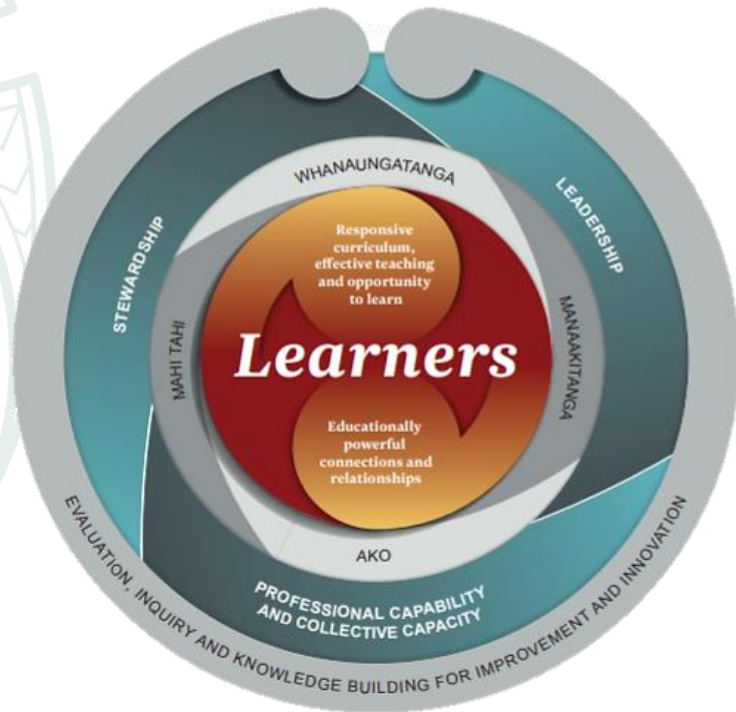 WHANAUNGATANGA
LEADERSHIP
STEWARDSHIP
Responsive
curriculum,
effective teaching
and opportunity
to learn
MANAAKITANGA
MAHI TAHI
Learners
Educationally
powerful
connections and
relationships
AKO
PROFESSIONAL CAPABILITY
AND COLLECTIVE CAPACITY
EVALUATION, INQUIRY AND KNOWLEDGE BUILDING FOR IMPROVEMENT AND INNOVATION